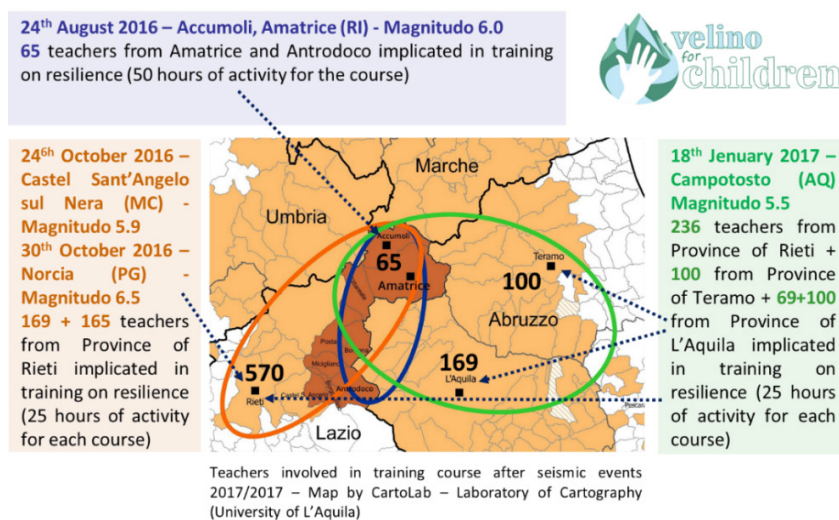 24th August 2016 – Accumoli, Amatrice (RI) - Magnitudo 6.0
65 teachers from Amatrice and Antrodoco implicated in training
on resilience (50 hours of activity for the course)
velino
for
children
246h October 2016 –
Castel Sant’Angelo
sul Nera (MC) -
Magnitudo 5.9
30th October 2016 –
Norcia (PG) -
Magnitudo 6.5
169 + 165 teachers
from Province of
Rieti implicated in
training on resilience
(25 hours of activity
for each course)
Marche
Umbria
Accumoli
65
Amatrice
Teramo
100
Abruzzo
570
Rieti
169
L'Aquila
Antrodoco
Lazio
18th Jenuary 2017 –
Campotosto (AQ)
Magnitudo 5.5
236 teachers from
Province of Rieti +
100 from Province
of Teramo + 69+100
from Province of
L’Aquila implicated
in training on
resilience (25 hours
of activity for each
course)
Teachers involved in training course after seismic events
2017/2017 – Map by CartoLab – Laboratory of Cartography
(University of L’Aquila)